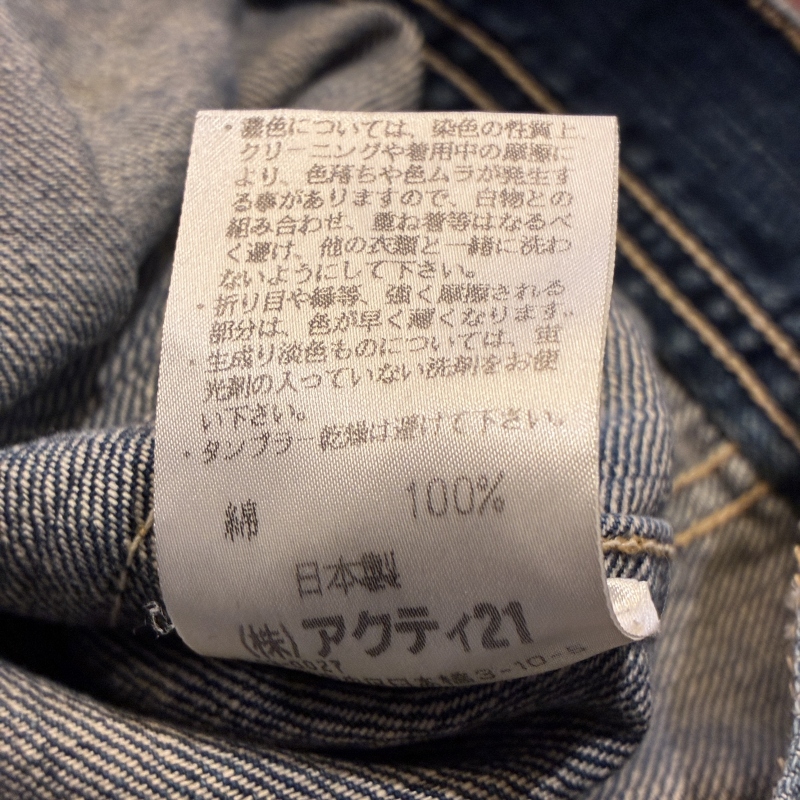 ・濃色については、染色の性質上、
クリーニングや着用中の摩擦に
より、色落ちや色ムラが発生す
る事がありますので、白物との
組み合わせ、重ね着等はなるべ
く避け、他の衣類と一緒に洗わ
ないようにして下さい。
・折り目や縁等、強く摩擦される
部分は、色が早く薄くなります。
・生成り淡色ものについては、蛍
光剤の入っていない洗剤をお使
い下さい。
・タンブラー乾燥は避けて下さい。
綿 100%
日本製
(株)アクティ21
0027
日本橋3-10-5